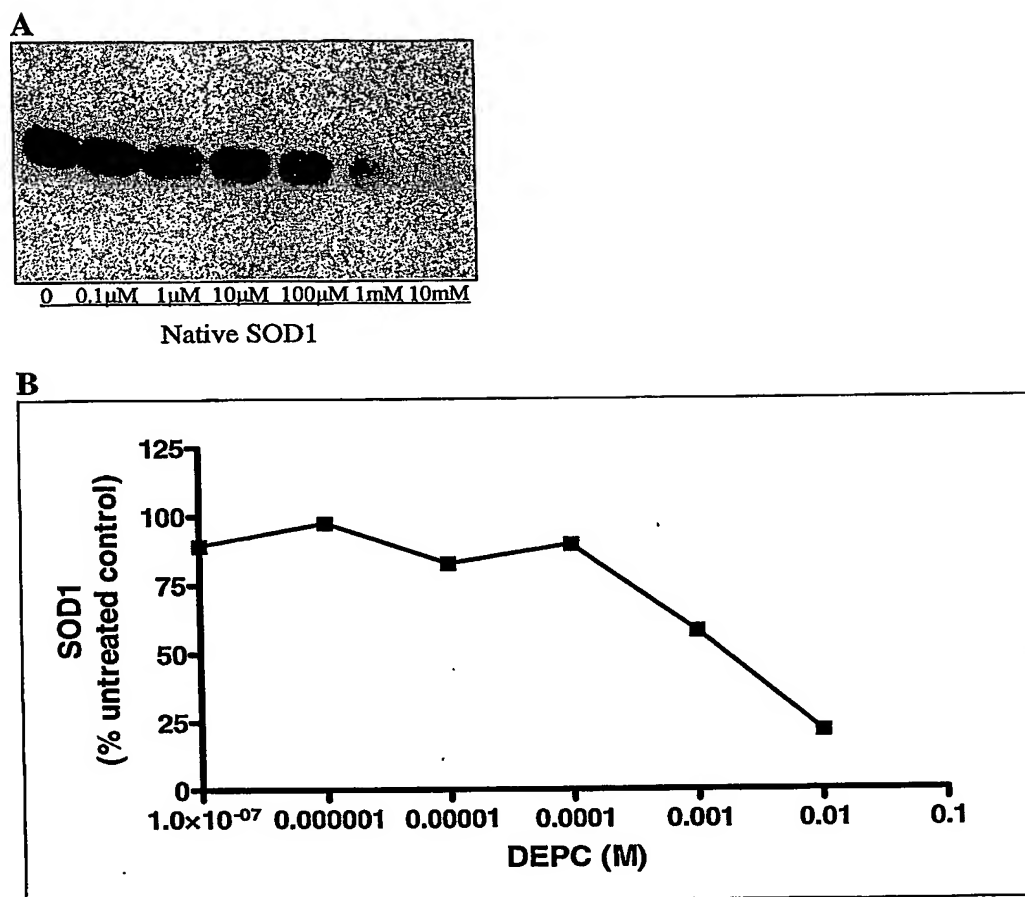 A
0 0.1µM 1µM 10µM 100µM 1mM 10mM
Native SOD1
B
125
100
75
50
25
0
SOD1
(% untreated control)
1.0×10⁻⁰⁷ 0.000001 0.00001 0.0001 0.001 0.01 0.1
DEPC (M)